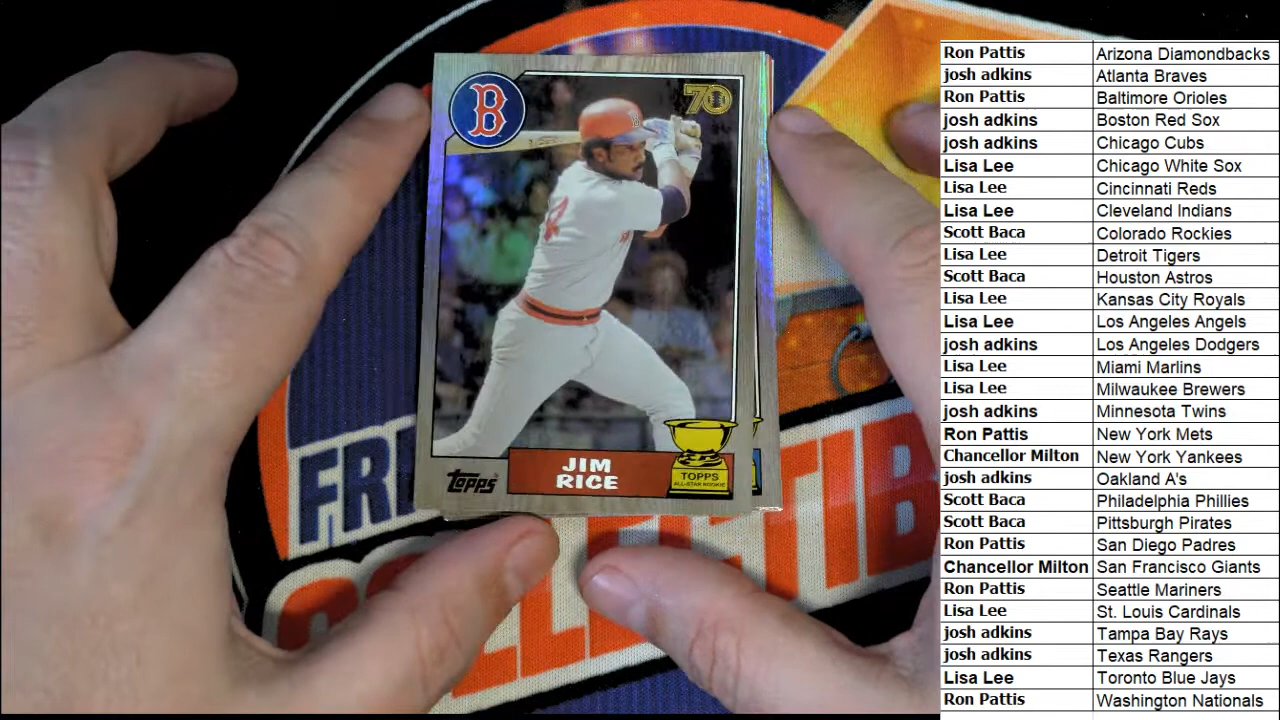 B
70
4
JIM
RICE
Topps
TOPPS
ALL-STAR ROOKIE
FRI
Ron Pattis Arizona Diamondbacks
josh adkins Atlanta Braves
Ron Pattis Baltimore Orioles
josh adkins Boston Red Sox
josh adkins Chicago Cubs
Lisa Lee Chicago White Sox
Lisa Lee Cincinnati Reds
Lisa Lee Cleveland Indians
Scott Baca Colorado Rockies
Lisa Lee Detroit Tigers
Scott Baca Houston Astros
Lisa Lee Kansas City Royals
Lisa Lee Los Angeles Angels
josh adkins Los Angeles Dodgers
Lisa Lee Miami Marlins
Lisa Lee Milwaukee Brewers
josh adkins Minnesota Twins
Ron Pattis New York Mets
Chancellor Milton New York Yankees
josh adkins Oakland A's
Scott Baca Philadelphia Phillies
Scott Baca Pittsburgh Pirates
Ron Pattis San Diego Padres
Chancellor Milton San Francisco Giants
Ron Pattis Seattle Mariners
Lisa Lee St. Louis Cardinals
josh adkins Tampa Bay Rays
josh adkins Texas Rangers
Lisa Lee Toronto Blue Jays
Ron Pattis Washington Nationals